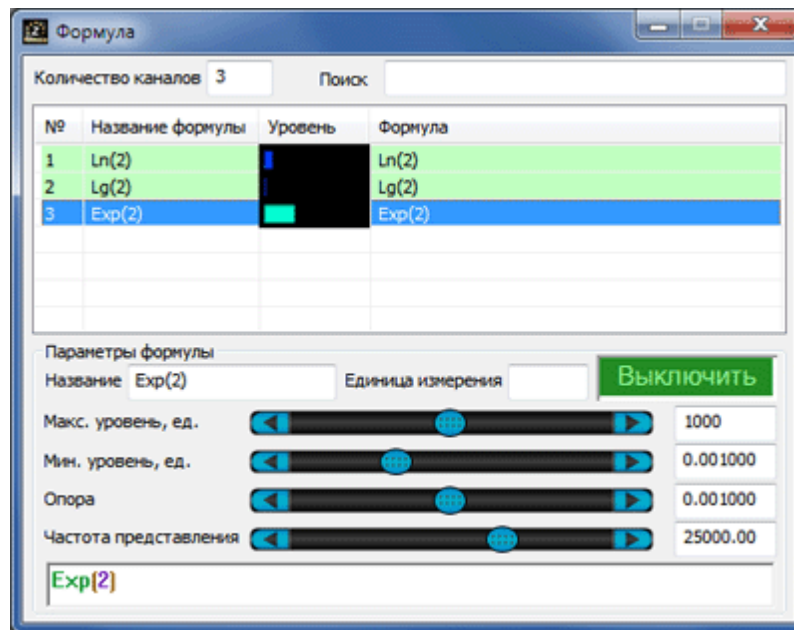 Формула
Количество каналов 3 Поиск
№ Название формулы Уровень Формула
1 Ln(2) Ln(2)
2 Lg(2) Lg(2)
3 Exp(2) Exp(2)
Параметры формулы
Название Exp(2) Единица измерения Выключить
Макс. уровень, ед. 1000
Мин. уровень, ед. 0.001000
Опора 0.001000
Частота представления 25000.00
Exp(2)